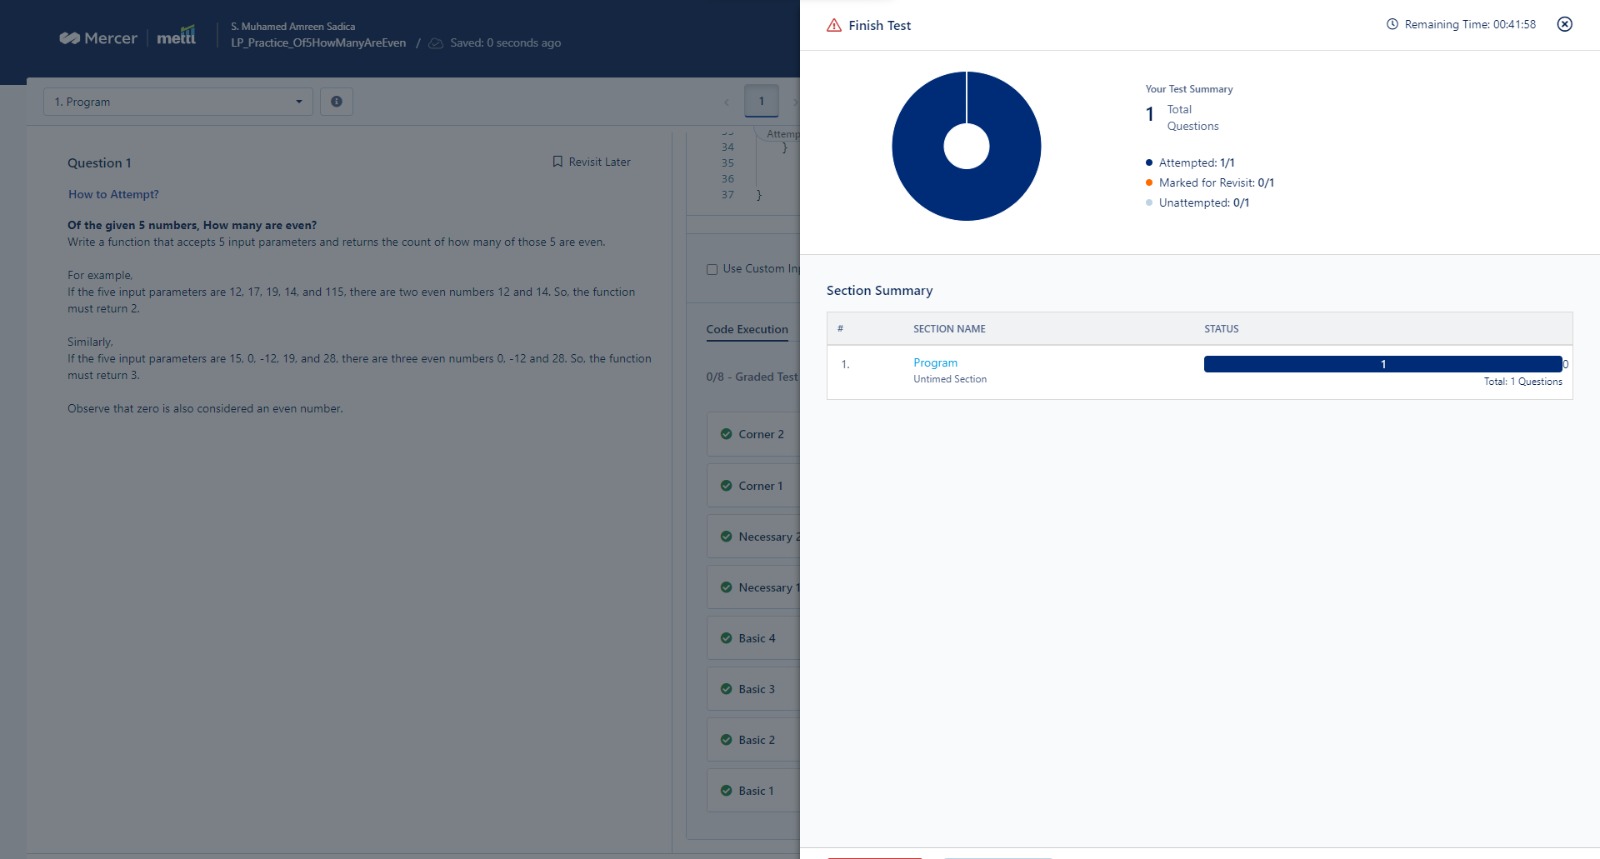 Mercer
mettl
S. Muhamed Amreen Sadica
LP_Practice_Of5HowManyAreEven / Saved: 0 seconds ago
1. Program
1
Question 1
Revisit Later
How to Attempt?
Of the given 5 numbers, How many are even?
Write a function that accepts 5 input parameters and returns the count of how many of those 5 are even.
For example,
If the five input parameters are 12, 17, 19, 14, and 115, there are two even numbers 12 and 14. So, the function
must return 2.
Similarly,
If the five input parameters are 15, 0, -12, 19, and 28, there are three even numbers 0, -12 and 28. So, the function
must return 3.
Observe that zero is also considered an even number.
Attemp
34 }
35
36
37 }
Use Custom Inp
Code Execution
0/8 - Graded Test
Corner 2
Corner 1
Necessary 2
Necessary 1
Basic 4
Basic 3
Basic 2
Basic 1
Finish Test
Remaining Time: 00:41:58
Your Test Summary
1 Total
Questions
Attempted: 1/1
Marked for Revisit: 0/1
Unattempted: 0/1
Section Summary
# SECTION NAME STATUS
1. Program 1 0
Untimed Section Total: 1 Questions